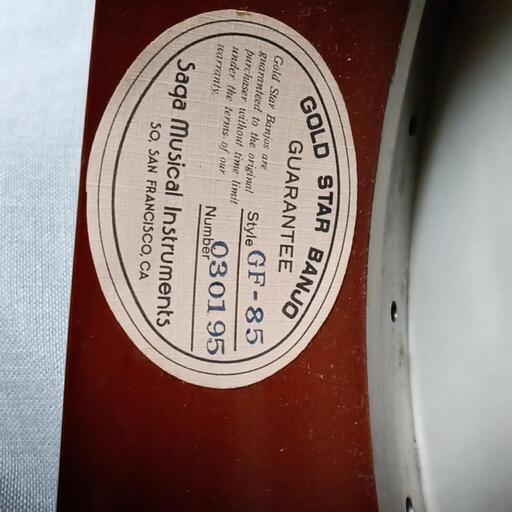 GOLD STAR BANJO
GUARANTEE
Gold Star Banjos are
guaranteed to the original
purchaser without time limit
under the terms of our
warranty.
Style GF-85
Number 030195
Saga Musical Instruments
SO. SAN FRANCISCO, CA